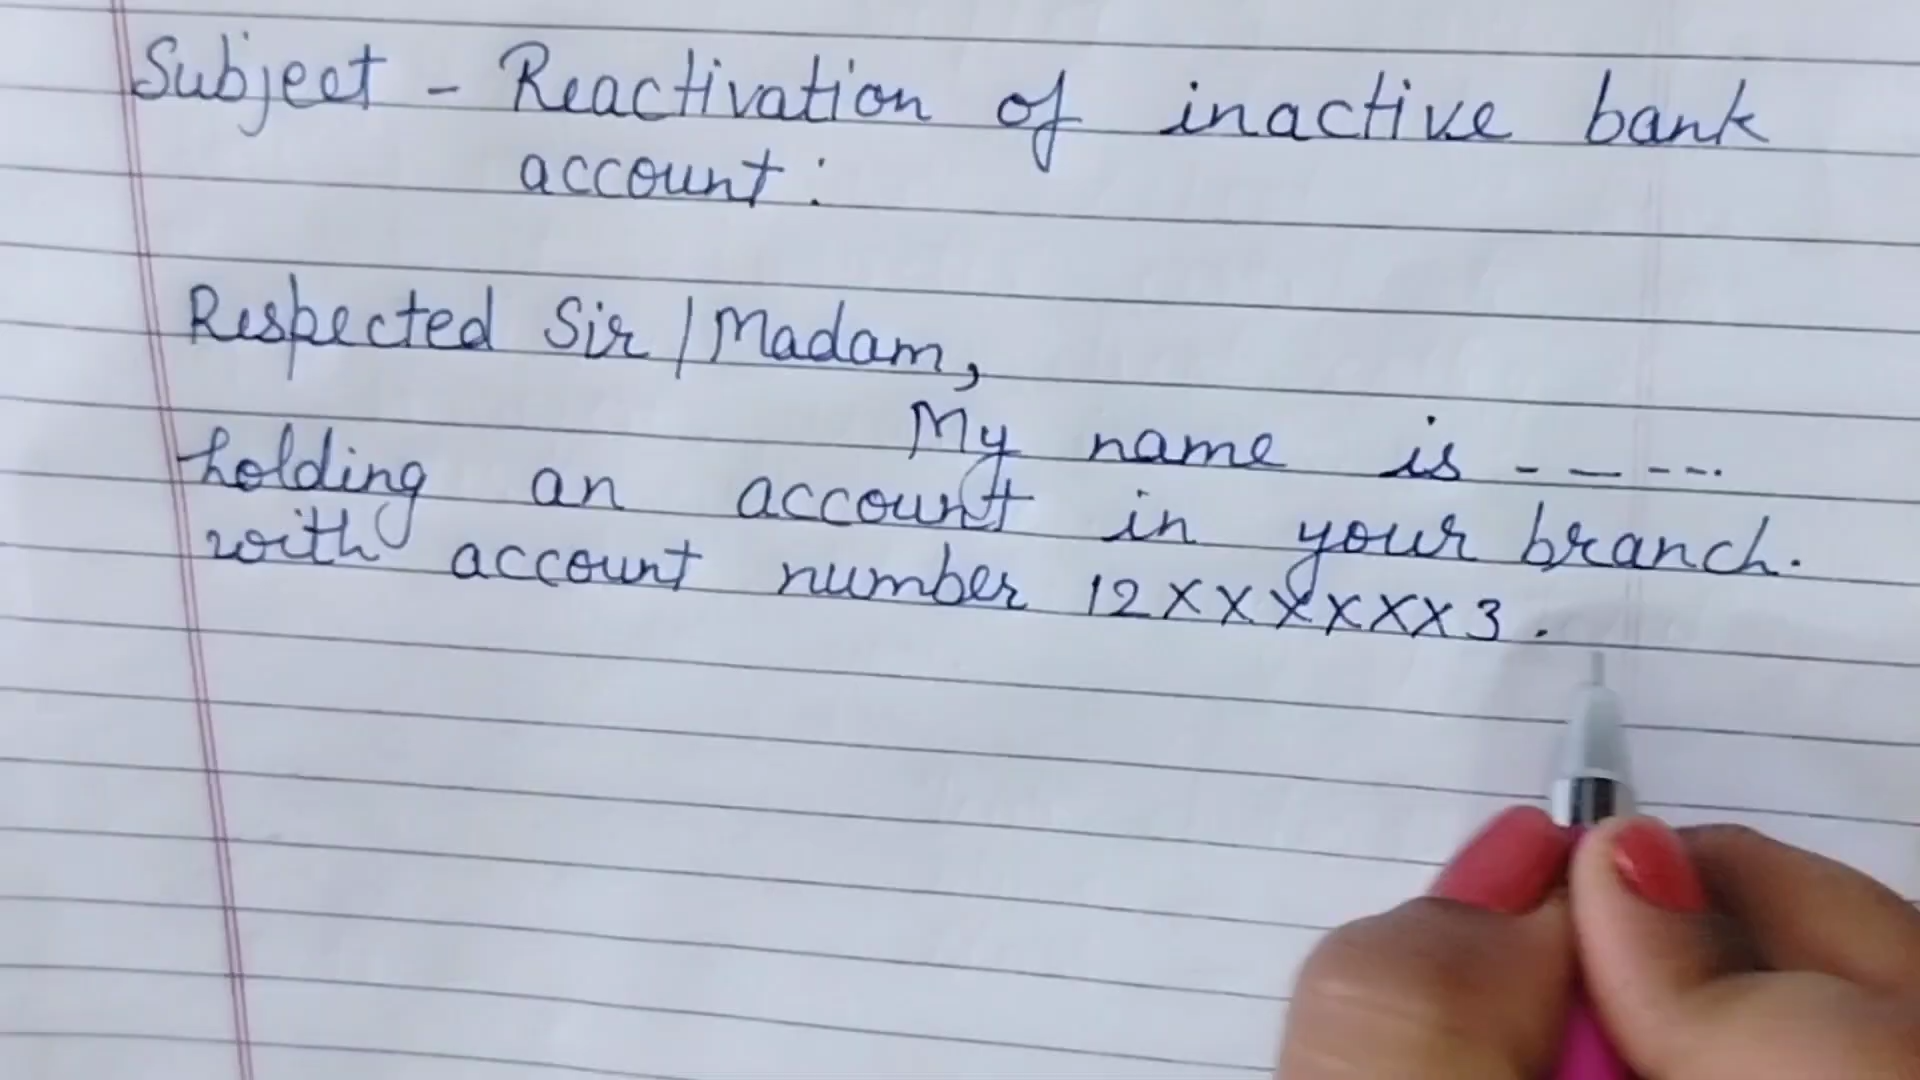 Subject - Reactivation of inactive bank
account :
Respected Sir / Madam,
My name is - - - - -
holding an account in your branch.
with account number 12XXXXXX3 .